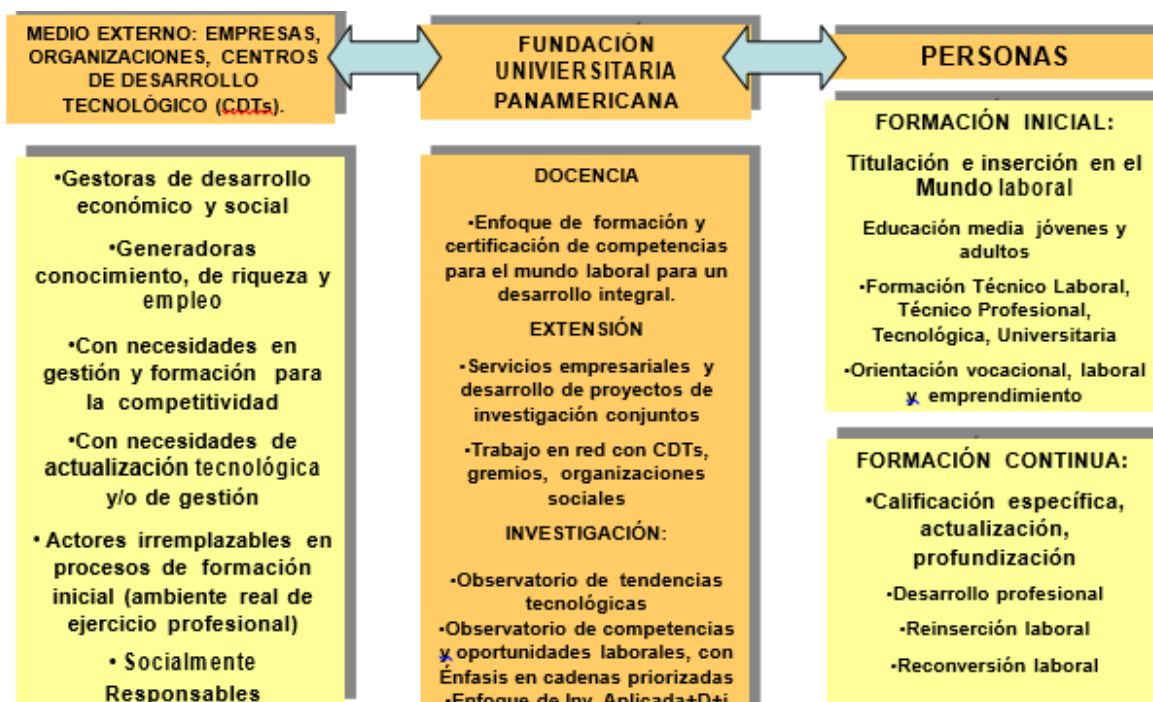 MEDIO EXTERNO: EMPRESAS,
ORGANIZACIONES, CENTROS
DE DESARROLLO
TECNOLÓGICO (CDTs).
FUNDACIÓN
UNIVIERSITARIA
PANAMERICANA
PERSONAS
•Gestoras de desarrollo
económico y social
•Generadoras
conocimiento, de riqueza y
empleo
•Con necesidades en
gestión y formación para
la competitividad
•Con necesidades de
actualización tecnológica
y/o de gestión
• Actores irremplazables en
procesos de formación
inicial (ambiente real de
ejercicio profesional)
• Socialmente
Responsables
DOCENCIA
•Enfoque de formación y
certificación de competencias
para el mundo laboral para un
desarrollo integral.
EXTENSIÓN
•Servicios empresariales y
desarrollo de proyectos de
investigación conjuntos
•Trabajo en red con CDTs,
gremios, organizaciones
sociales
INVESTIGACIÓN:
•Observatorio de tendencias
tecnológicas
•Observatorio de competencias
y oportunidades laborales, con
Énfasis en cadenas priorizadas
•Enfoque de Inv. Aplicada+D+i
FORMACIÓN INICIAL:
Titulación e inserción en el
Mundo laboral
Educación media jóvenes y
adultos
•Formación Técnico Laboral,
Técnico Profesional,
Tecnológica, Universitaria
•Orientación vocacional, laboral
y emprendimiento
FORMACIÓN CONTINUA:
•Calificación específica,
actualización,
profundización
•Desarrollo profesional
•Reinserción laboral
•Reconversión laboral